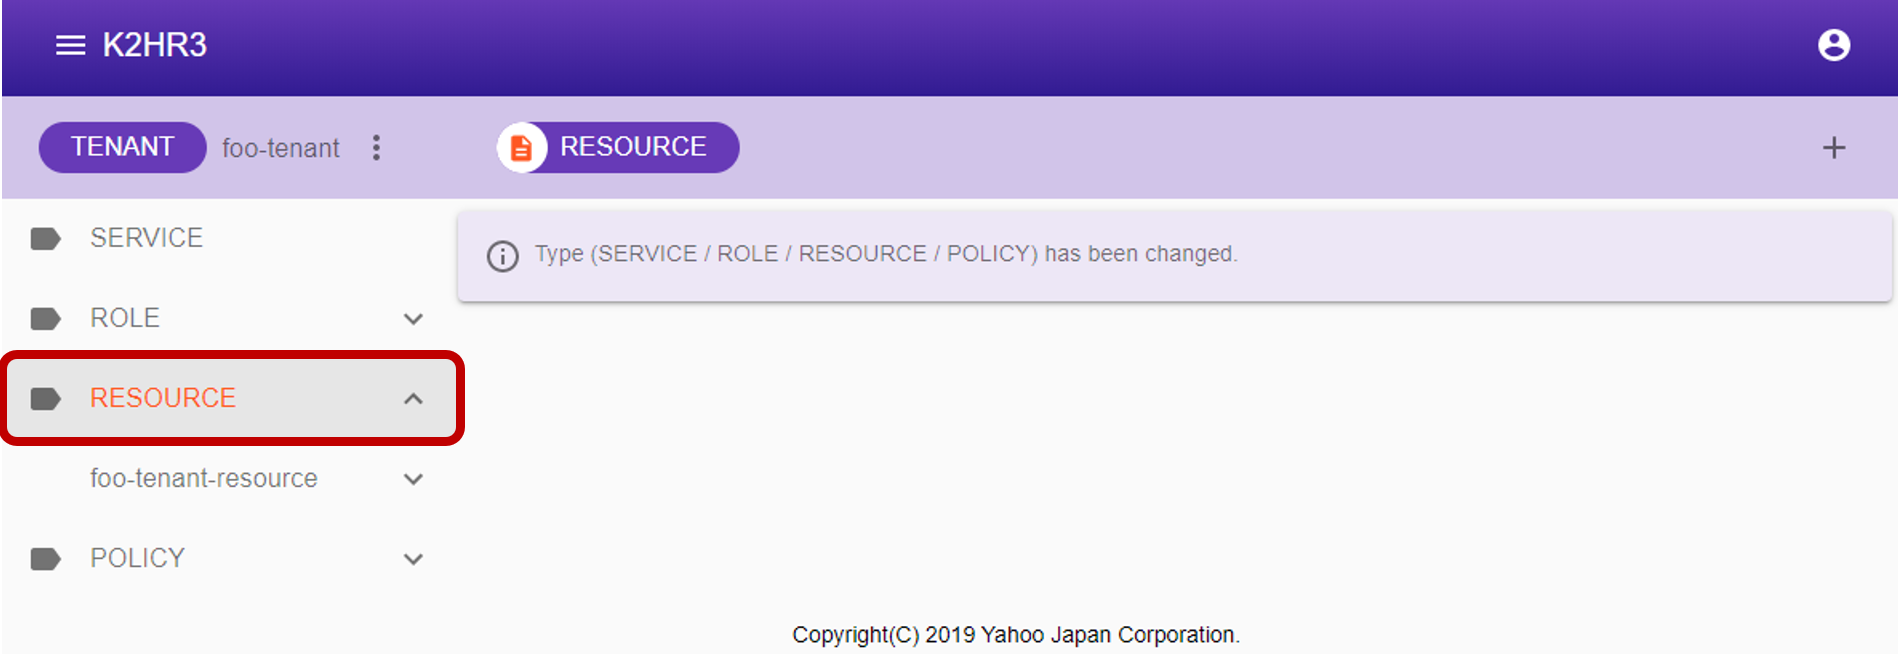 K2HR3
TENANT foo-tenant
RESOURCE
SERVICE
ROLE
RESOURCE
foo-tenant-resource
POLICY
Type (SERVICE / ROLE / RESOURCE / POLICY) has been changed.
Copyright(C) 2019 Yahoo Japan Corporation.